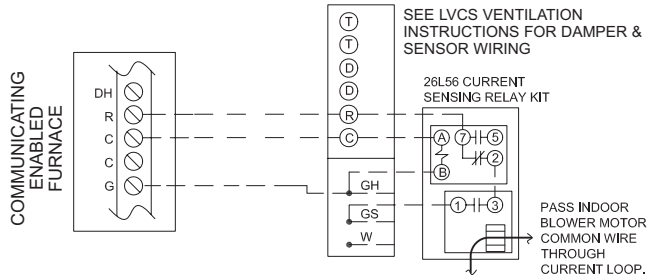 COMMUNICATING
ENABLED
FURNACE
DH
R
C
C
G
T
T
D
D
R
C
GH
GS
W
SEE LVCS VENTILATION
INSTRUCTIONS FOR DAMPER &
SENSOR WIRING
26L56 CURRENT
SENSING RELAY KIT
A 7 5
2
B
1 3
PASS INDOOR
BLOWER MOTOR
COMMON WIRE
THROUGH
CURRENT LOOP.